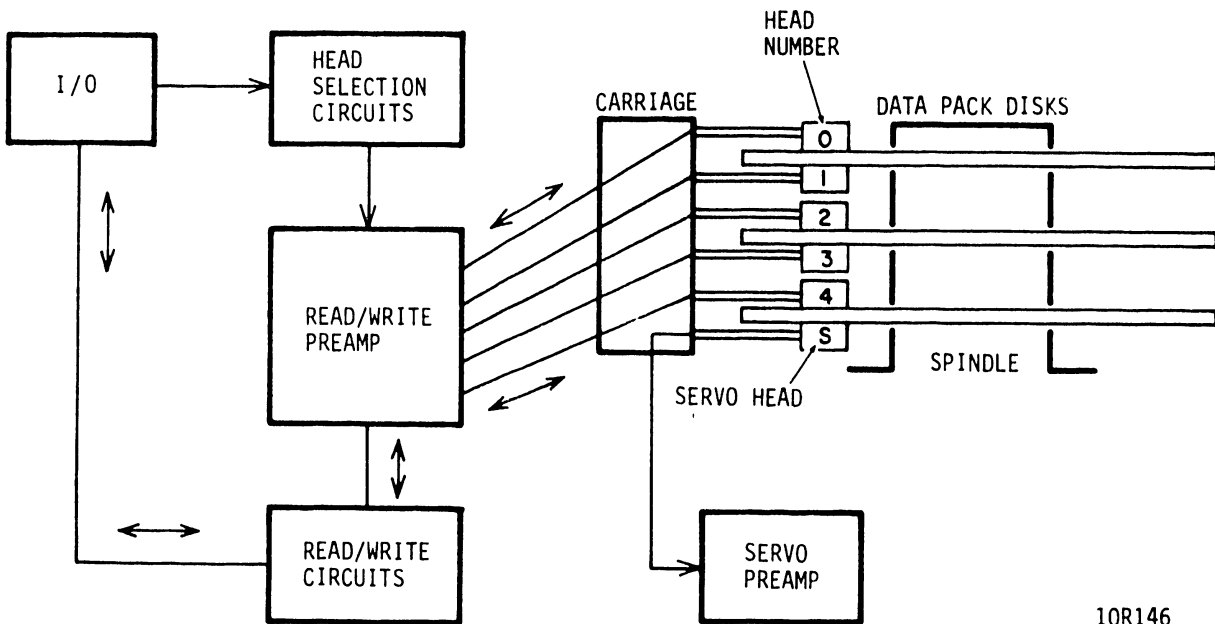 HEAD
NUMBER
I/O
HEAD
SELECTION
CIRCUITS
CARRIAGE
DATA PACK DISKS
0
1
2
3
4
S
READ/WRITE
PREAMP
SPINDLE
SERVO HEAD
READ/WRITE
CIRCUITS
SERVO
PREAMP
10R146